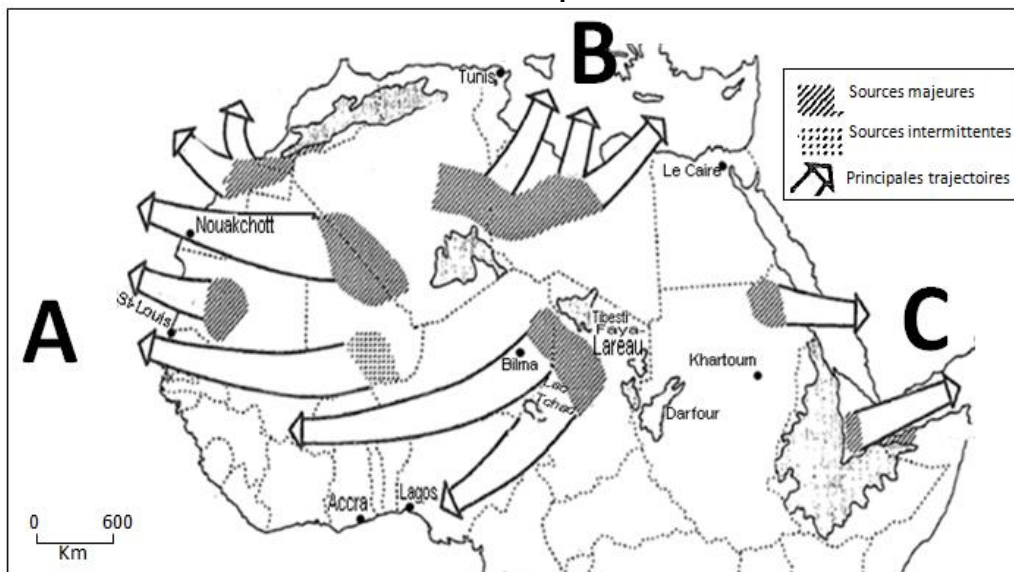 B
Tunis
Sources majeures
Sources intermittentes
Principales trajectoires
Le Caire
Nouakchott
A
St-Louis
C
Tibesti
Faya-
Lareau
Bilma
Khartoum
Lac
Tchad
Darfour
0 600
Km
Accra
Lagos